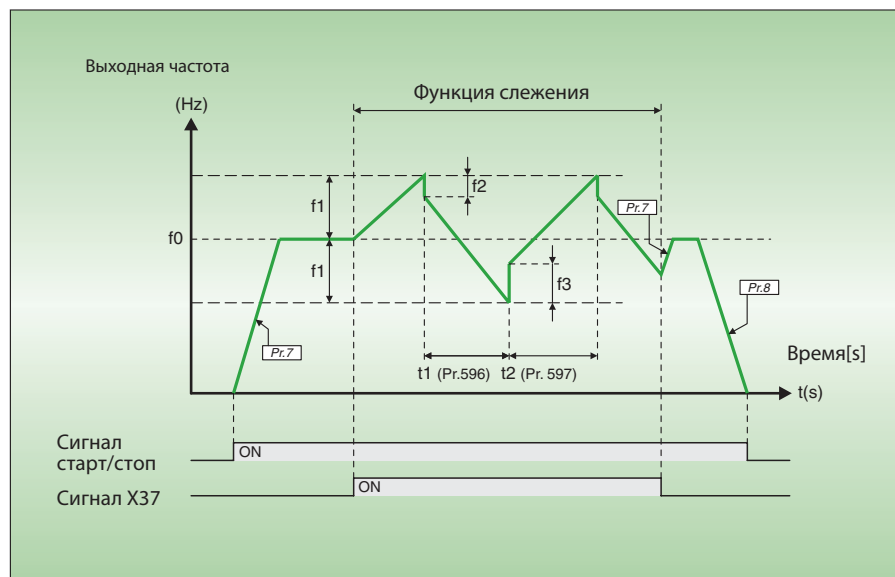 Выходная частота
(Hz)
Функция слежения
f1
f2
Pr.7
f0
f1
f3
Pr.7
Pr.8
Время[s]
t1 (Pr.596) t2 (Pr. 597)
t(s)
Сигнал
старт/стоп
ON
Сигнал X37
ON